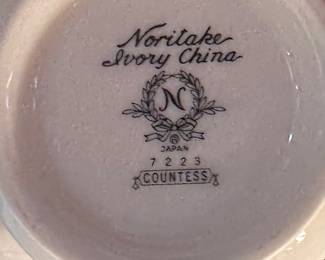 Noritake
Ivory China
N
®
JAPAN
7223
COUNTESS